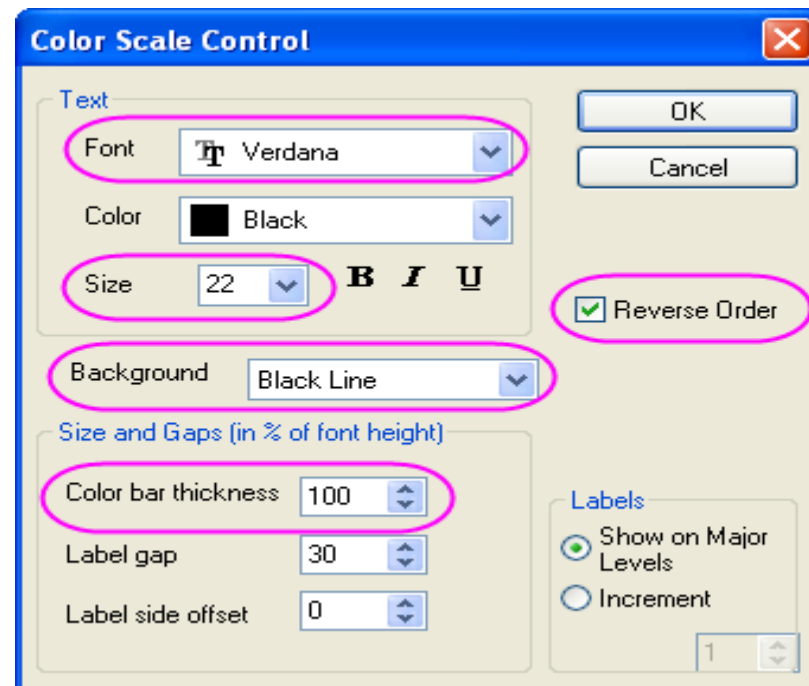 Color Scale Control
Text
Font Verdana
Color Black
Size 22 B I U
OK
Cancel
Reverse Order
Background Black Line
Size and Gaps (in % of font height)
Color bar thickness 100
Label gap 30
Label side offset 0
Labels
Show on Major
Levels
Increment
1